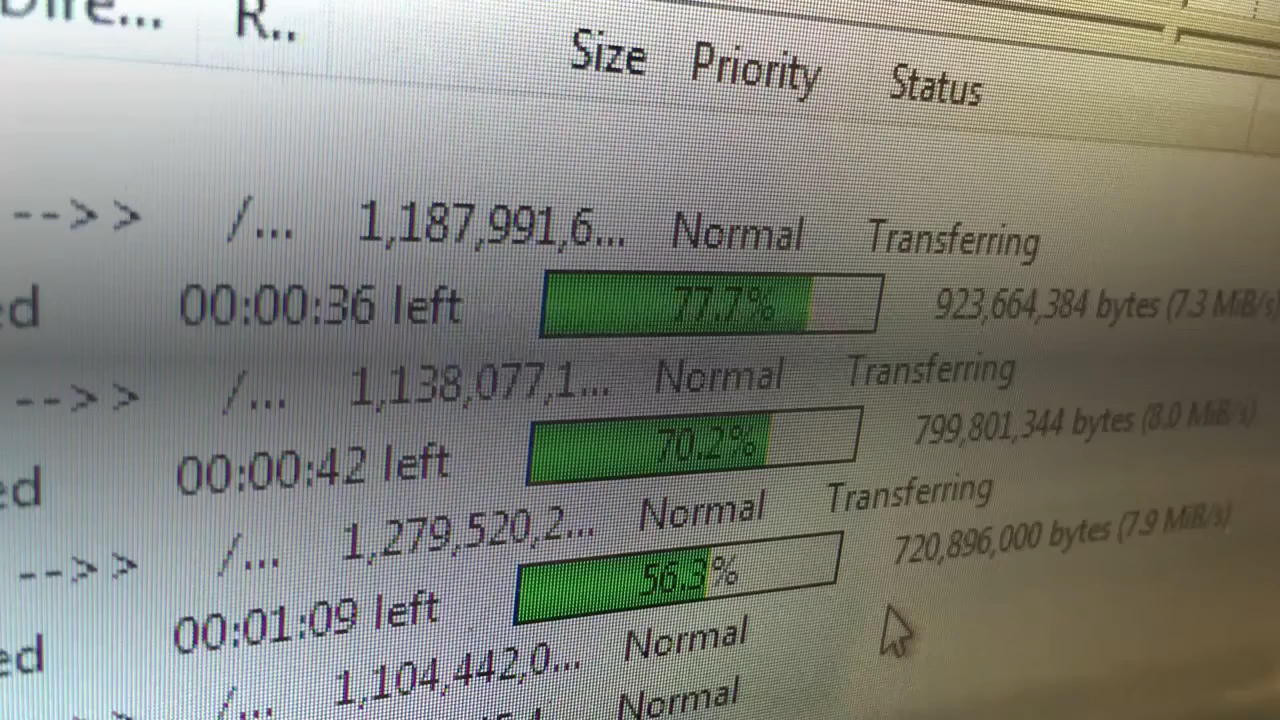 R.. Size Priority Status
-->> /... 1,187,991,6... Normal Transferring
ed 00:00:36 left 77.7% 923,664,384 bytes (7.3 MiB/s)
-->> /... 1,138,077,1... Normal Transferring
ed 00:00:42 left 70.2% 799,801,344 bytes (8.0 MiB/s)
-->> /... 1,279,520,2... Normal Transferring
ed 00:01:09 left 56.3% 720,896,000 bytes (7.9 MiB/s)
/... 1,104,442,0... Normal
Normal